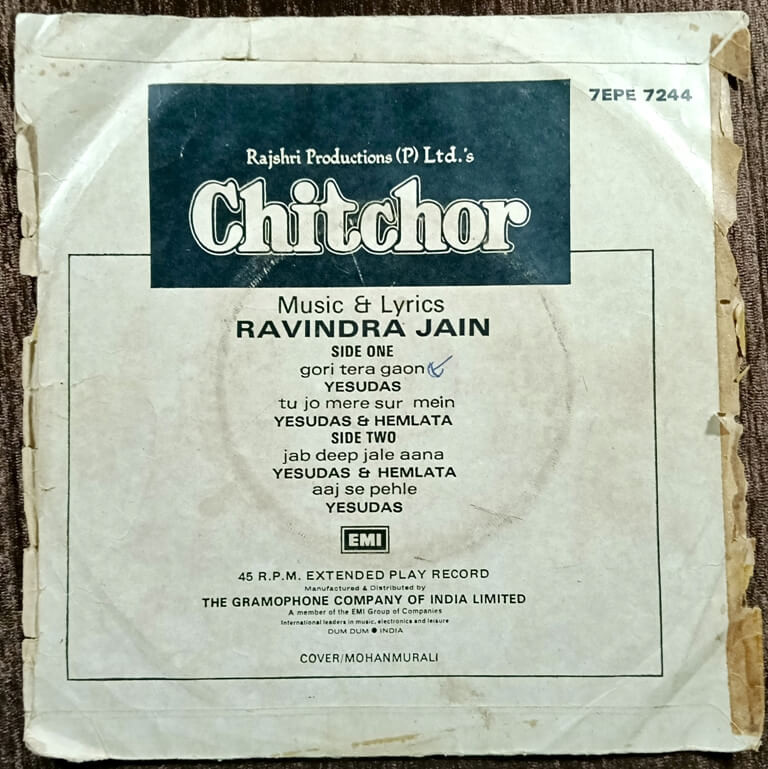 7EPE 7244
Rajshri Productions (P) Ltd.'s
Chitchor
Music & Lyrics
RAVINDRA JAIN
SIDE ONE
gori tera gaon
YESUDAS
tu jo mere sur mein
YESUDAS & HEMLATA
SIDE TWO
jab deep jale aana
YESUDAS & HEMLATA
aaj se pehle
YESUDAS
EMI
45 R.P.M. EXTENDED PLAY RECORD
Manufactured & Distributed by
THE GRAMOPHONE COMPANY OF INDIA LIMITED
A member of the EMI Group of Companies
International leaders in music, electronics and leisure
DUM DUM ● INDIA
COVER/MOHANMURALI